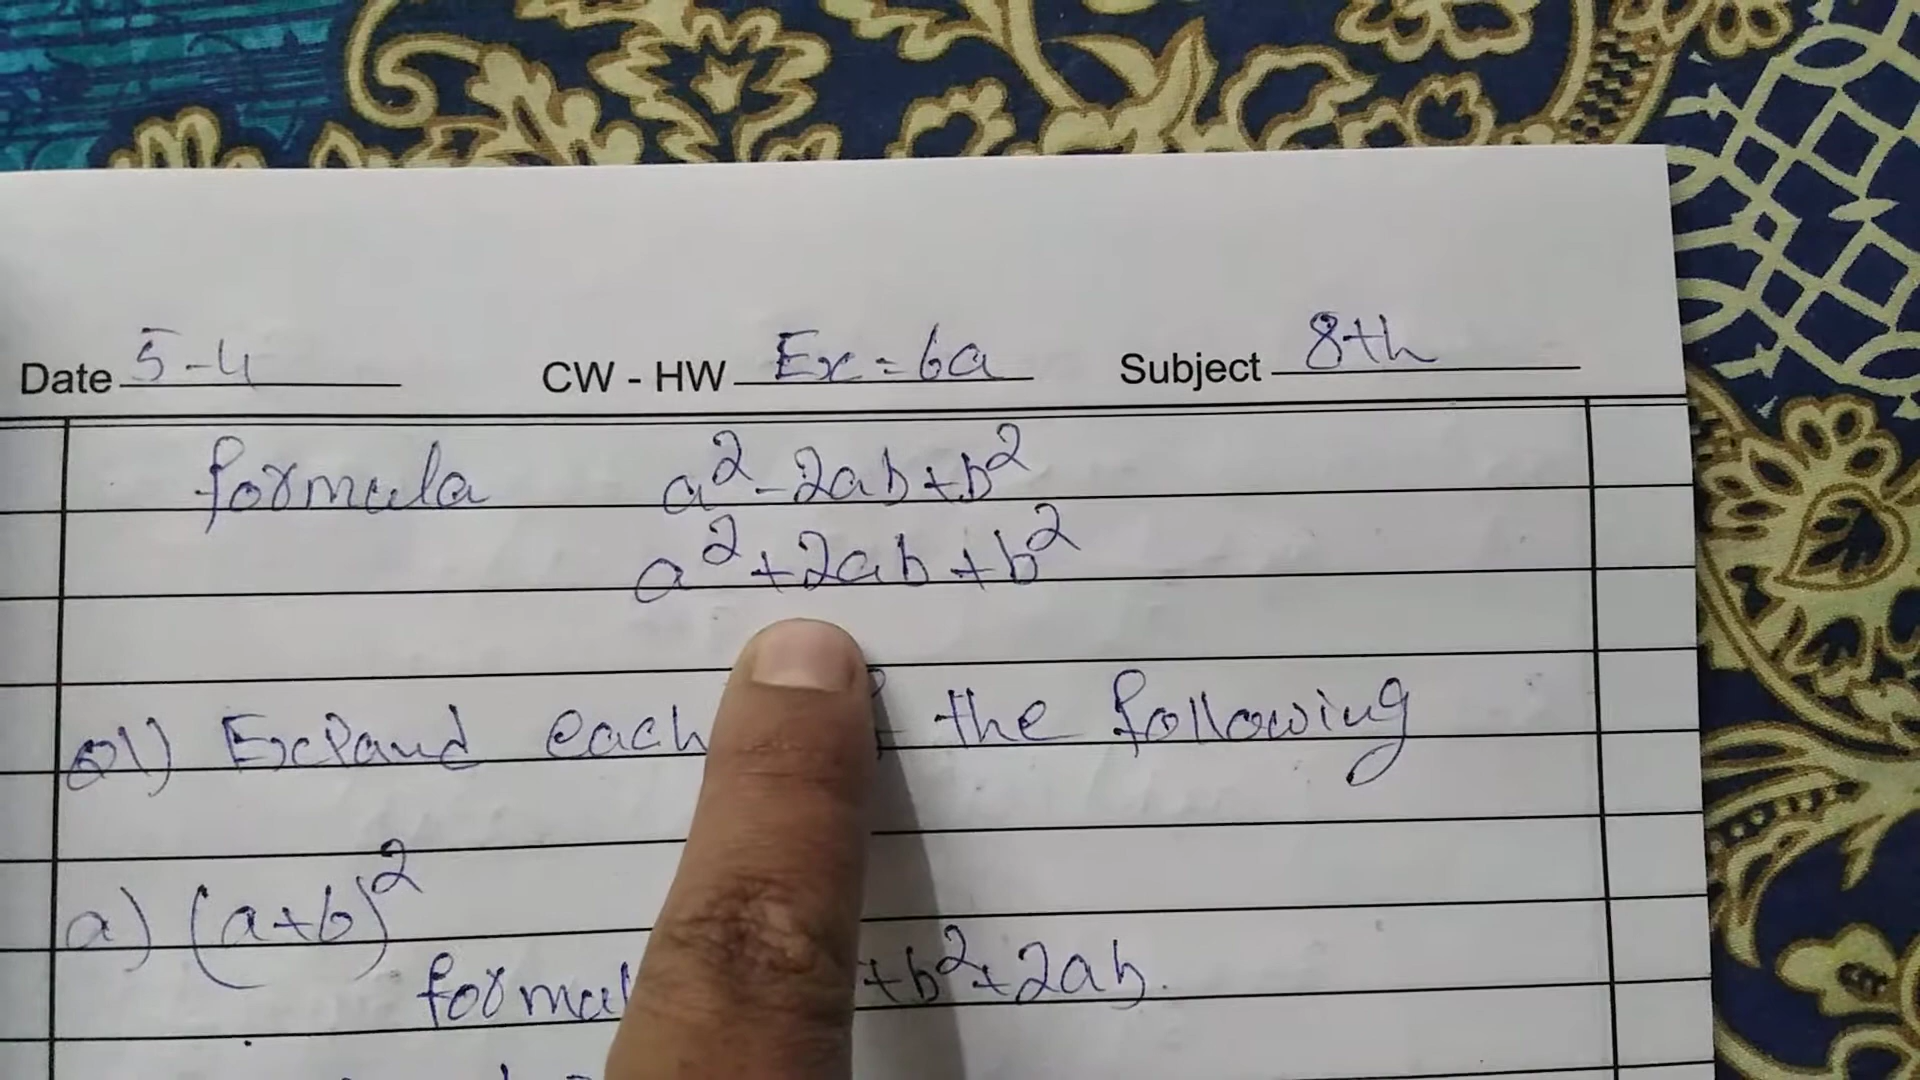 Date 5-4 CW - HW Ex = 6a Subject 8th
formula a²-2ab+b²
a²+2ab+b²
Q1) Expand each the following
a) (a+b)²
+b²+2ab.